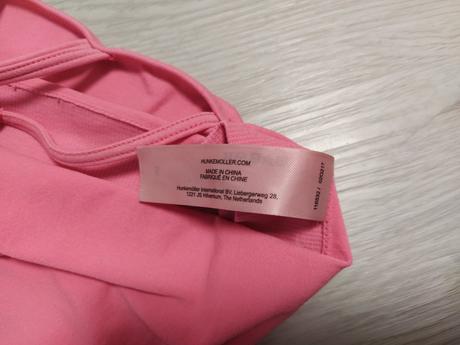 HUNKEMOLLER.COM
MADE IN CHINA
FABRIQUÉ EN CHINE
Hunkemöller International BV, Liebergerweg 28,
1221 JS Hilversum, The Netherlands